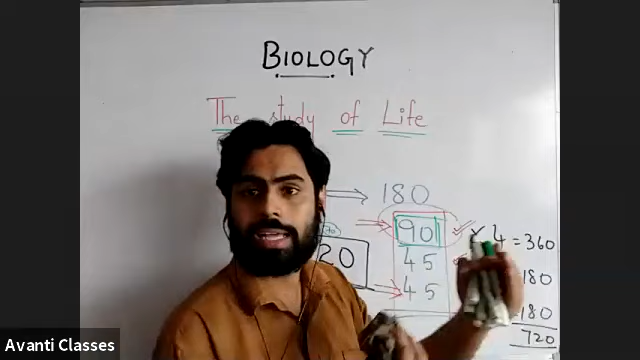 BIOLOGY
The study of Life
180
90 × 4 = 360
20
45 180
45 180
720
Avanti Classes